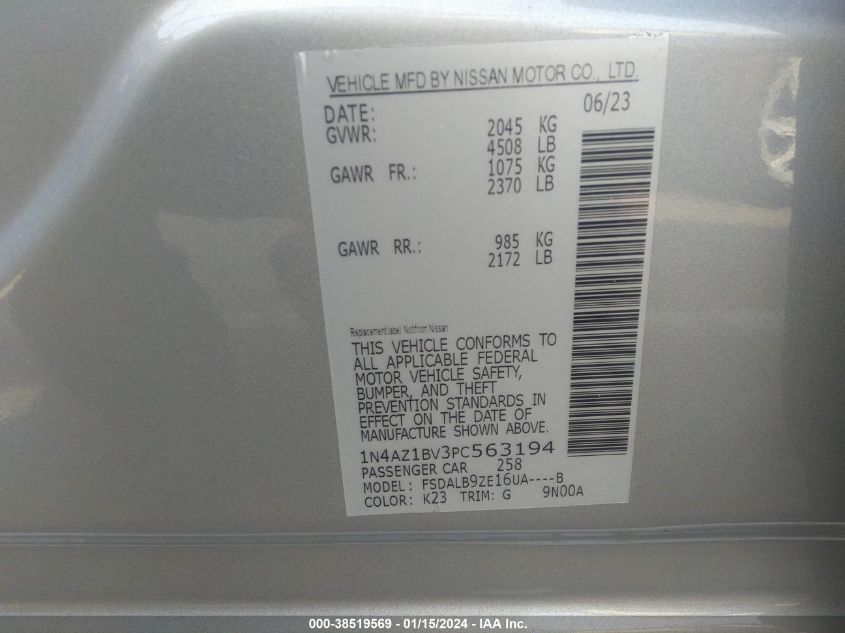 VEHICLE MFD BY NISSAN MOTOR CO., LTD.
DATE: 06/23
GVWR: 2045 KG
4508 LB
GAWR FR.: 1075 KG
2370 LB
GAWR RR.: 985 KG
2172 LB
Replacement label Not from Nissan
THIS VEHICLE CONFORMS TO
ALL APPLICABLE FEDERAL
MOTOR VEHICLE SAFETY,
BUMPER, AND THEFT
PREVENTION STANDARDS IN
EFFECT ON THE DATE OF
MANUFACTURE SHOWN ABOVE.
1N4AZ1BV3PC563194
PASSENGER CAR 258
MODEL: FSDALB9ZE16UA----B
COLOR: K23 TRIM: G 9N00A
000-38519569 - 01/15/2024 - IAA Inc.